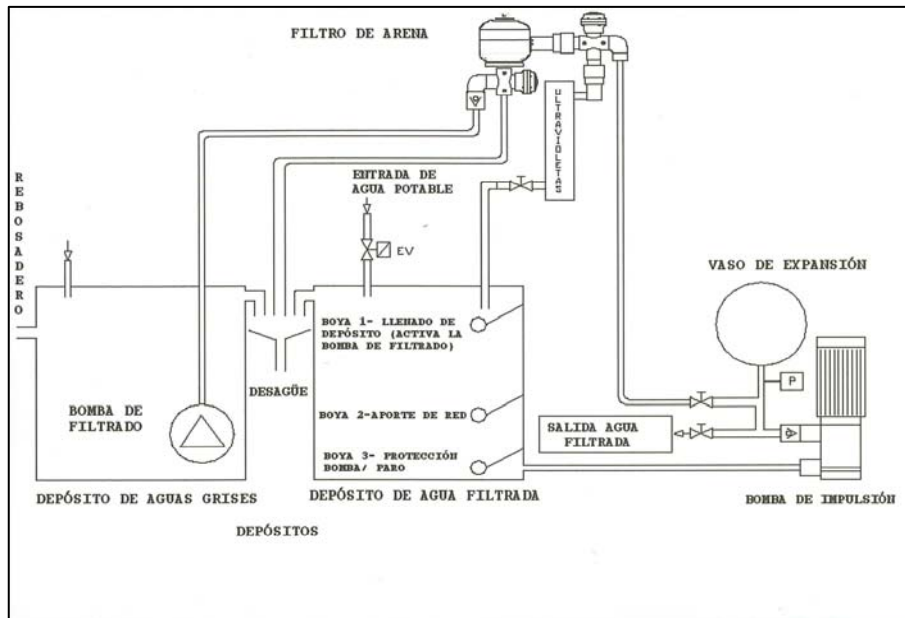 FILTRO DE ARENA
ULTRAVIOLETAS
ENTRADA DE
AGUA POTABLE
REBOSADERO
EV
VASO DE EXPANSIÓN
BOYA 1- LLENADO DE
DEPÓSITO (ACTIVA LA
BOMBA DE FILTRADO)
P
DESAGÜE
BOMBA DE
FILTRADO
BOYA 2-APORTE DE RED
SALIDA AGUA
FILTRADA
BOYA 3- PROTECCIÓN
BOMBA/ PARO
DEPÓSITO DE AGUAS GRISES
DEPÓSITO DE AGUA FILTRADA
BOMBA DE IMPULSIÓN
DEPÓSITOS